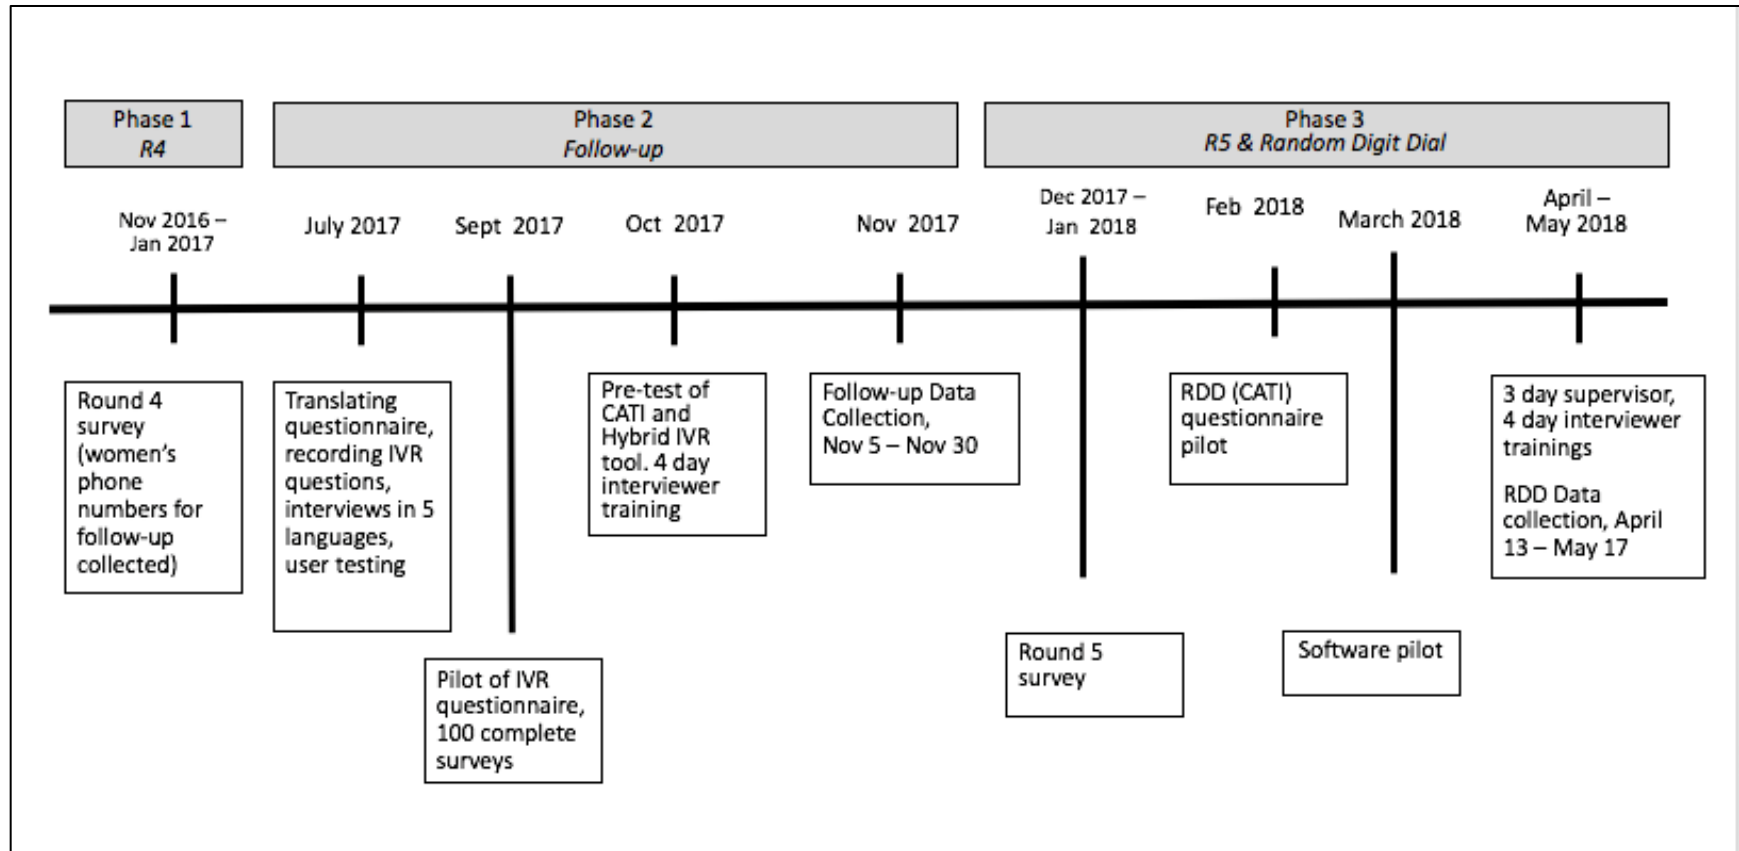 Phase 1
R4
Phase 2
Follow-up
Phase 3
R5 & Random Digit Dial
Nov 2016 –
Jan 2017
July 2017
Sept 2017
Oct 2017
Nov 2017
Dec 2017 –
Jan 2018
Feb 2018
March 2018
April –
May 2018
Round 4
survey
(women's
phone
numbers for
follow-up
collected)
Translating
questionnaire,
recording IVR
questions,
interviews in 5
languages,
user testing
Pilot of IVR
questionnaire,
100 complete
surveys
Pre-test of
CATI and
Hybrid IVR
tool. 4 day
interviewer
training
Follow-up Data
Collection,
Nov 5 – Nov 30
Round 5
survey
RDD (CATI)
questionnaire
pilot
Software pilot
3 day supervisor,
4 day interviewer
trainings
RDD Data
collection, April
13 – May 17